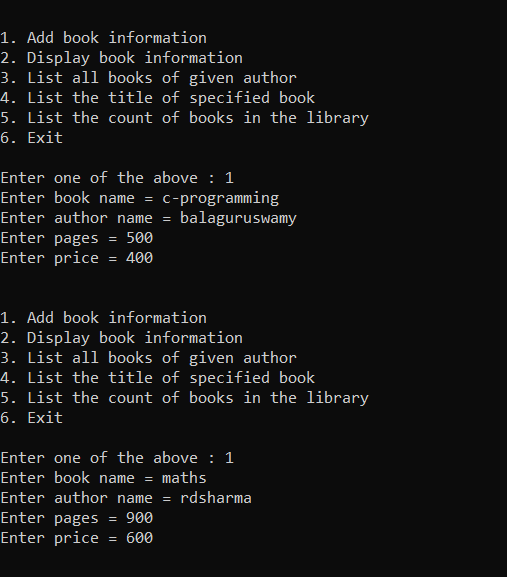 1. Add book information
2. Display book information
3. List all books of given author
4. List the title of specified book
5. List the count of books in the library
6. Exit
Enter one of the above : 1
Enter book name = c-programming
Enter author name = balaguruswamy
Enter pages = 500
Enter price = 400
1. Add book information
2. Display book information
3. List all books of given author
4. List the title of specified book
5. List the count of books in the library
6. Exit
Enter one of the above : 1
Enter book name = maths
Enter author name = rdsharma
Enter pages = 900
Enter price = 600